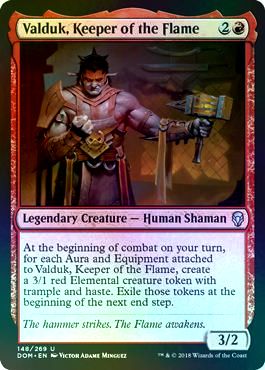 Valduk, Keeper of the Flame 2
Legendary Creature — Human Shaman
At the beginning of combat on your turn,
for each Aura and Equipment attached
to Valduk, Keeper of the Flame, create
a 3/1 red Elemental creature token with
trample and haste. Exile those tokens at
the beginning of the next end step.
The hammer strikes. The Flame awakens.
3/2
148/269 U
DOM • EN VICTOR ADAME MINGUEZ ™ & © 2018 Wizards of the Coast